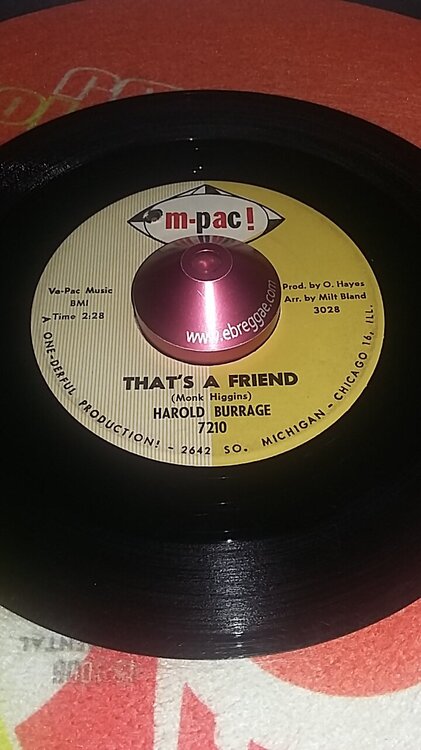 m-pac!
Ve-Pac Music
BMI
Time 2:28
Prod. by O. Hayes
Arr. by Milt Bland
3028
www.ebreggae.com
THAT'S A FRIEND
(Monk Higgins)
HAROLD BURRAGE
7210
A ONE-DERFUL PRODUCTION! - 2642 SO. MICHIGAN - CHICAGO 16, ILL.